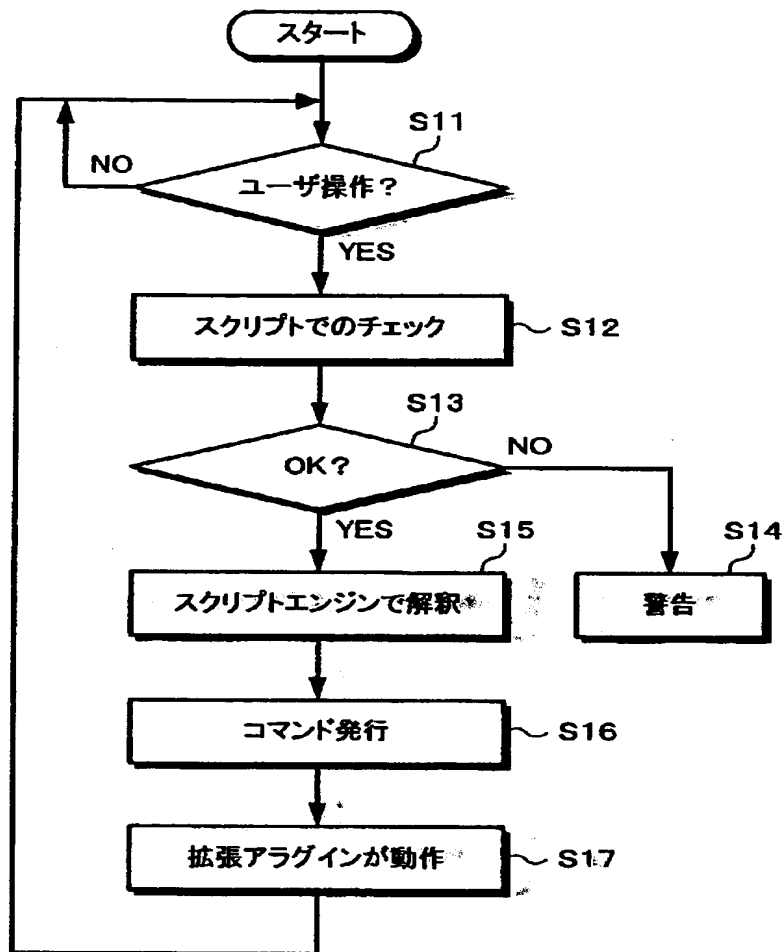 スタート
S11
NO
ユーザ操作?
YES
スクリプトでのチェック
S12
S13
NO
OK?
YES
S15
S14
スクリプトエンジンで解釈
警告
コマンド発行
S16
拡張アラグインが動作
S17